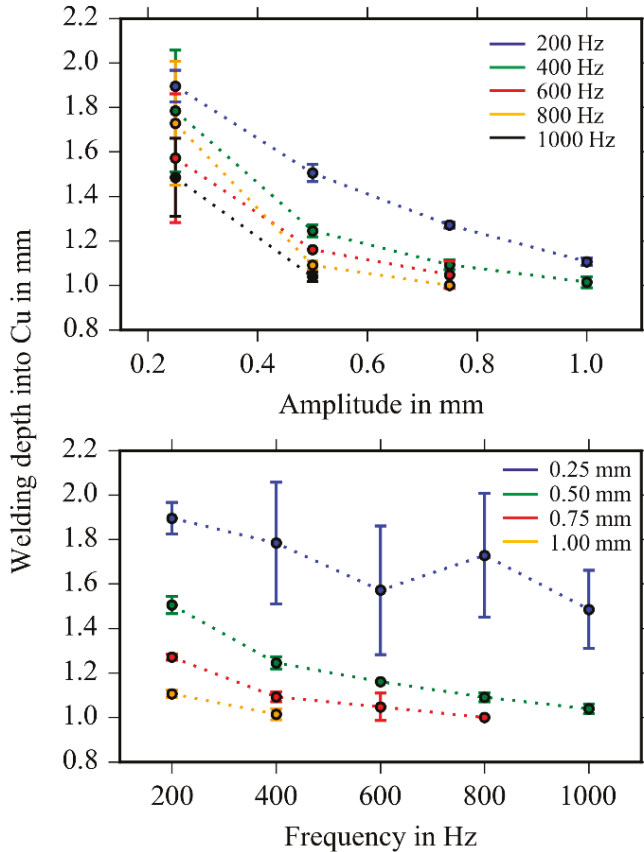 2.2
2.0
1.8
1.6
1.4
1.2
1.0
0.8
200 Hz
400 Hz
600 Hz
800 Hz
1000 Hz
0.2 0.4 0.6 0.8 1.0
Amplitude in mm
Welding depth into Cu in mm
2.2
2.0
1.8
1.6
1.4
1.2
1.0
0.8
0.25 mm
0.50 mm
0.75 mm
1.00 mm
200 400 600 800 1000
Frequency in Hz